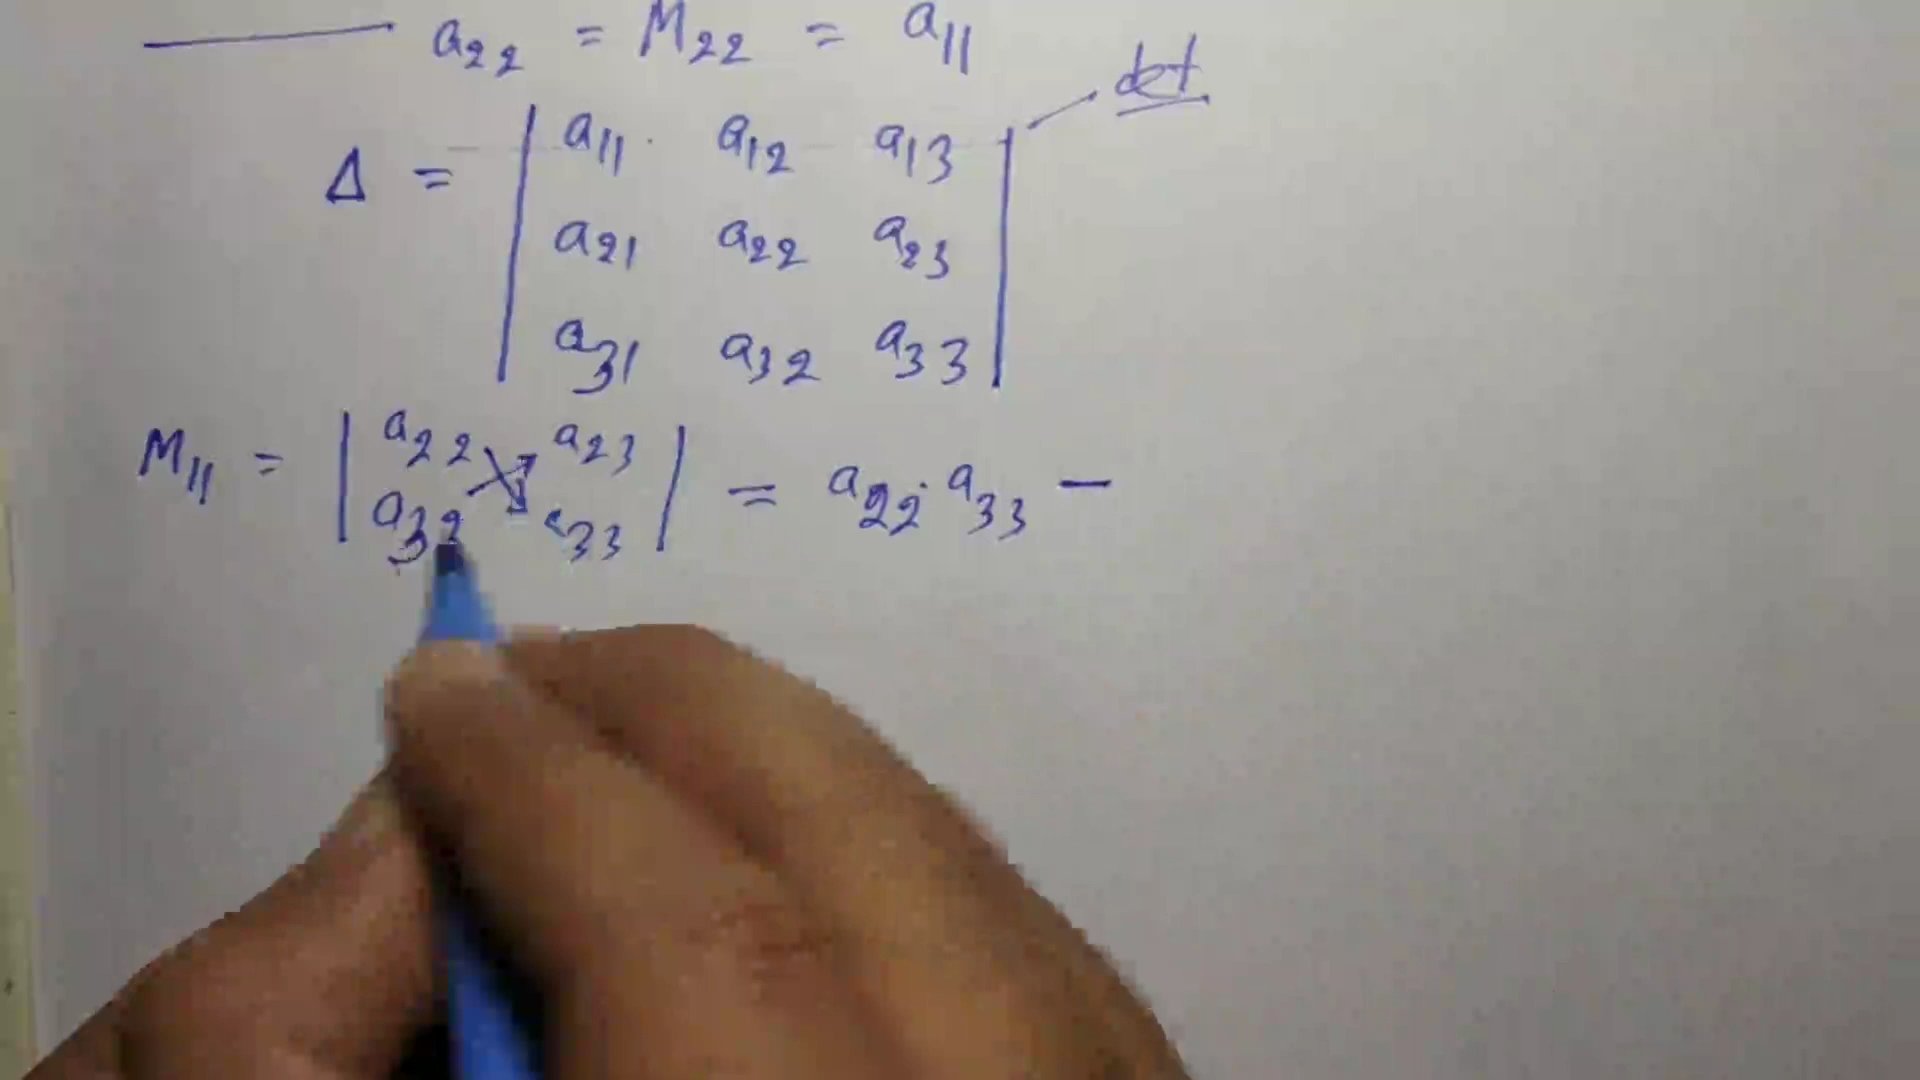 a22 = M22 = a11
det
Δ = | a11 a12 a13 |
a21 a22 a23
a31 a32 a33
M11 = | a22 a23 | = a22·a33 −
a32 a33